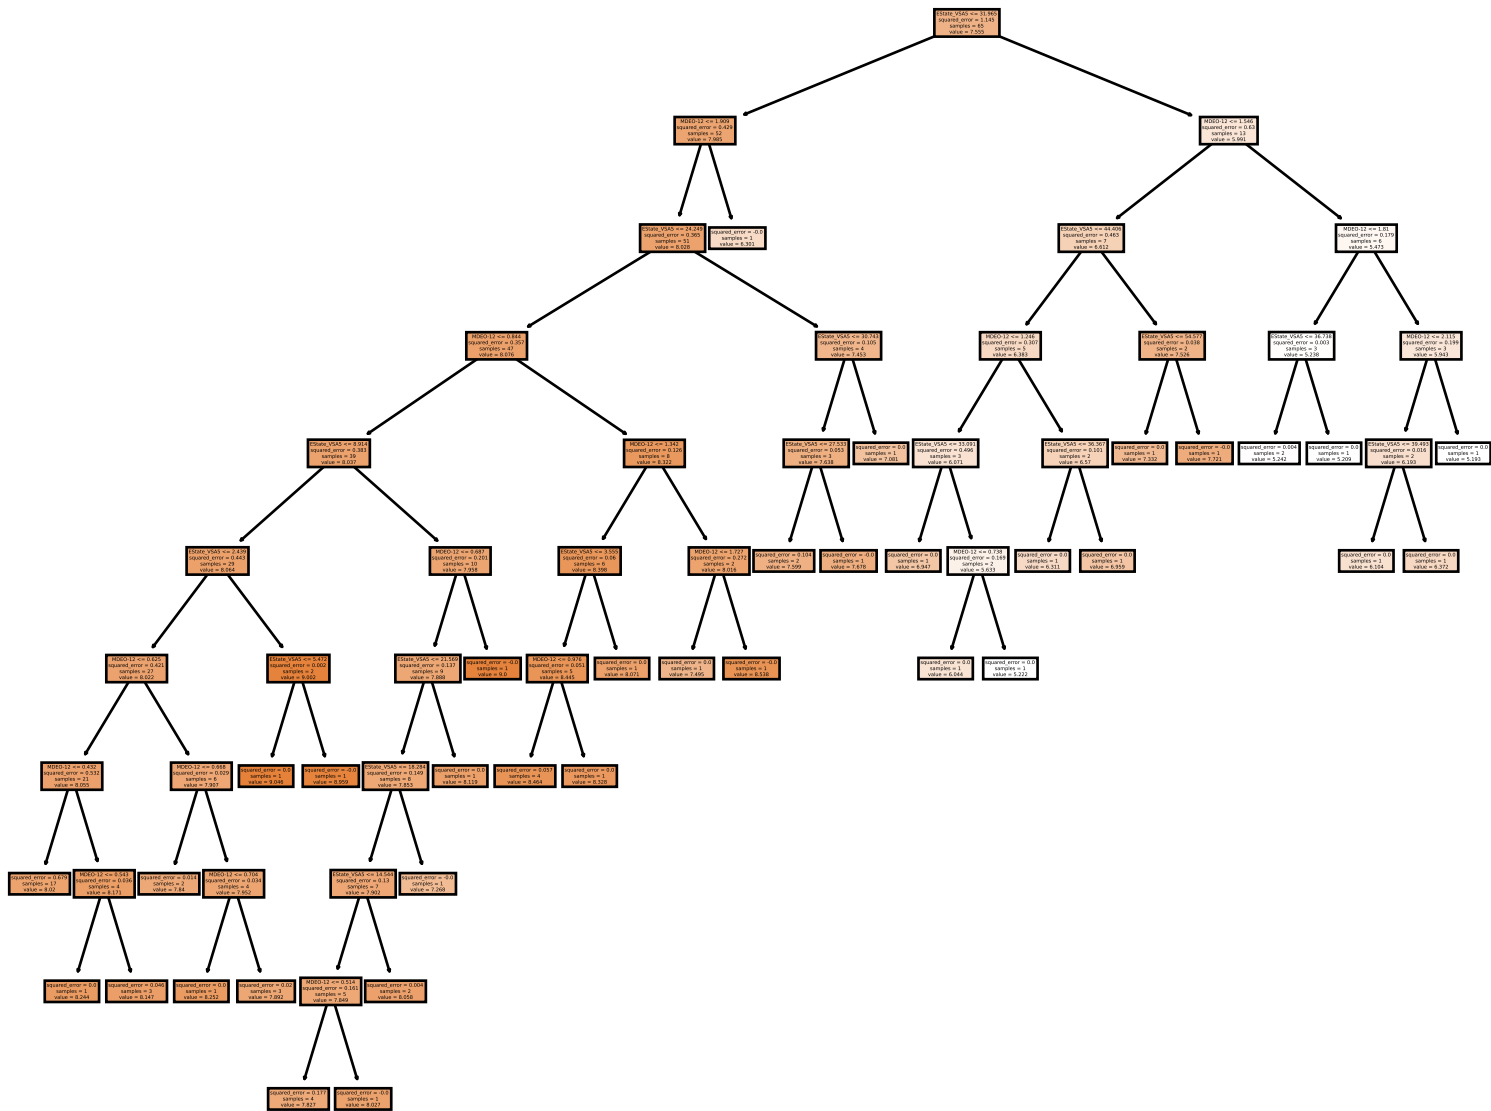 EState_VSA5 <= 31.965
squared_error = 1.145
samples = 65
value = 7.555
MDEO-12 <= 1.909
squared_error = 0.429
samples = 52
value = 7.985
MDEO-12 <= 1.546
squared_error = 0.63
samples = 13
value = 5.991
EState_VSA5 <= 24.249
squared_error = 0.365
samples = 51
value = 8.028
squared_error = -0.0
samples = 1
value = 6.301
EState_VSA5 <= 44.406
squared_error = 0.463
samples = 7
value = 6.612
MDEO-12 <= 1.81
squared_error = 0.179
samples = 6
value = 5.473
MDEO-12 <= 0.844
squared_error = 0.357
samples = 47
value = 8.076
EState_VSA5 <= 30.743
squared_error = 0.105
samples = 4
value = 7.453
MDEO-12 <= 1.246
squared_error = 0.307
samples = 5
value = 6.383
EState_VSA5 <= 54.577
squared_error = 0.038
samples = 2
value = 7.526
EState_VSA5 <= 36.738
squared_error = 0.003
samples = 3
value = 5.238
MDEO-12 <= 2.115
squared_error = 0.199
samples = 3
value = 5.943
EState_VSA5 <= 8.914
squared_error = 0.383
samples = 39
value = 8.037
MDEO-12 <= 1.342
squared_error = 0.126
samples = 8
value = 8.322
EState_VSA5 <= 27.533
squared_error = 0.053
samples = 3
value = 7.638
squared_error = 0.0
samples = 1
value = 7.081
EState_VSA5 <= 33.091
squared_error = 0.496
samples = 3
value = 6.071
EState_VSA5 <= 36.367
squared_error = 0.101
samples = 2
value = 6.57
squared_error = 0.0
samples = 1
value = 7.332
squared_error = -0.0
samples = 1
value = 7.721
squared_error = 0.004
samples = 2
value = 5.242
squared_error = 0.0
samples = 1
value = 5.209
EState_VSA5 <= 39.493
squared_error = 0.016
samples = 2
value = 6.193
squared_error = 0.0
samples = 1
value = 5.193
EState_VSA5 <= 2.439
squared_error = 0.443
samples = 29
value = 8.064
MDEO-12 <= 0.687
squared_error = 0.201
samples = 10
value = 7.958
EState_VSA5 <= 3.555
squared_error = 0.06
samples = 6
value = 8.398
MDEO-12 <= 1.727
squared_error = 0.272
samples = 2
value = 8.016
squared_error = 0.104
samples = 2
value = 7.599
squared_error = -0.0
samples = 1
value = 7.678
squared_error = 0.0
samples = 1
value = 6.947
MDEO-12 <= 0.738
squared_error = 0.169
samples = 2
value = 5.633
squared_error = 0.0
samples = 1
value = 6.311
squared_error = 0.0
samples = 1
value = 6.959
squared_error = 0.0
samples = 1
value = 6.104
squared_error = 0.0
samples = 1
value = 6.372
MDEO-12 <= 0.625
squared_error = 0.421
samples = 27
value = 8.022
EState_VSA5 <= 5.472
squared_error = 0.002
samples = 2
value = 9.002
EState_VSA5 <= 21.569
squared_error = 0.137
samples = 9
value = 7.888
squared_error = -0.0
samples = 1
value = 9.0
MDEO-12 <= 0.976
squared_error = 0.051
samples = 5
value = 8.445
squared_error = 0.0
samples = 1
value = 8.071
squared_error = 0.0
samples = 1
value = 7.495
squared_error = -0.0
samples = 1
value = 8.538
squared_error = 0.0
samples = 1
value = 6.044
squared_error = 0.0
samples = 1
value = 5.222
MDEO-12 <= 0.432
squared_error = 0.532
samples = 21
value = 8.055
MDEO-12 <= 0.668
squared_error = 0.029
samples = 6
value = 7.907
squared_error = 0.0
samples = 1
value = 9.046
squared_error = -0.0
samples = 1
value = 8.959
EState_VSA5 <= 18.284
squared_error = 0.149
samples = 8
value = 7.853
squared_error = 0.0
samples = 1
value = 8.119
squared_error = 0.057
samples = 4
value = 8.464
squared_error = 0.0
samples = 1
value = 8.328
squared_error = 0.679
samples = 17
value = 8.02
MDEO-12 <= 0.543
squared_error = 0.036
samples = 4
value = 8.171
squared_error = 0.014
samples = 2
value = 7.84
MDEO-12 <= 0.704
squared_error = 0.034
samples = 4
value = 7.952
EState_VSA5 <= 14.544
squared_error = 0.13
samples = 7
value = 7.902
squared_error = -0.0
samples = 1
value = 7.268
squared_error = 0.0
samples = 1
value = 8.244
squared_error = 0.046
samples = 3
value = 8.147
squared_error = 0.0
samples = 1
value = 8.252
squared_error = 0.02
samples = 3
value = 7.892
MDEO-12 <= 0.514
squared_error = 0.161
samples = 5
value = 7.849
squared_error = 0.004
samples = 2
value = 8.058
squared_error = 0.177
samples = 4
value = 7.827
squared_error = -0.0
samples = 1
value = 8.027